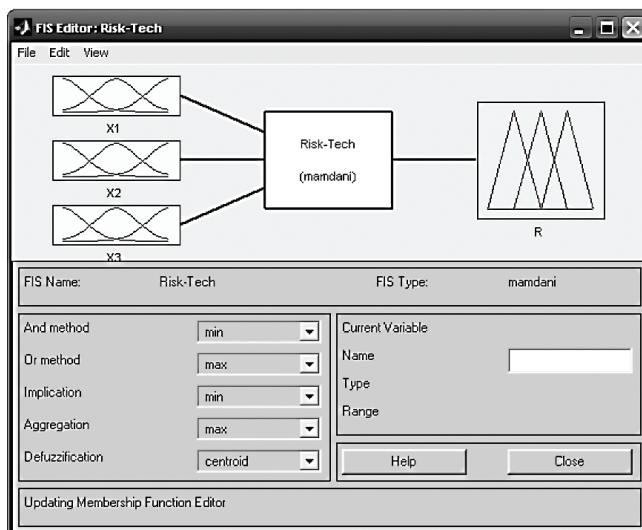 FIS Editor: Risk-Tech
File Edit View
X1
X2
X3
Risk-Tech
(mamdani)
R
FIS Name: Risk-Tech FIS Type: mamdani
And method min
Or method max
Implication min
Aggregation max
Defuzzification centroid
Current Variable
Name
Type
Range
Help Close
Updating Membership Function Editor